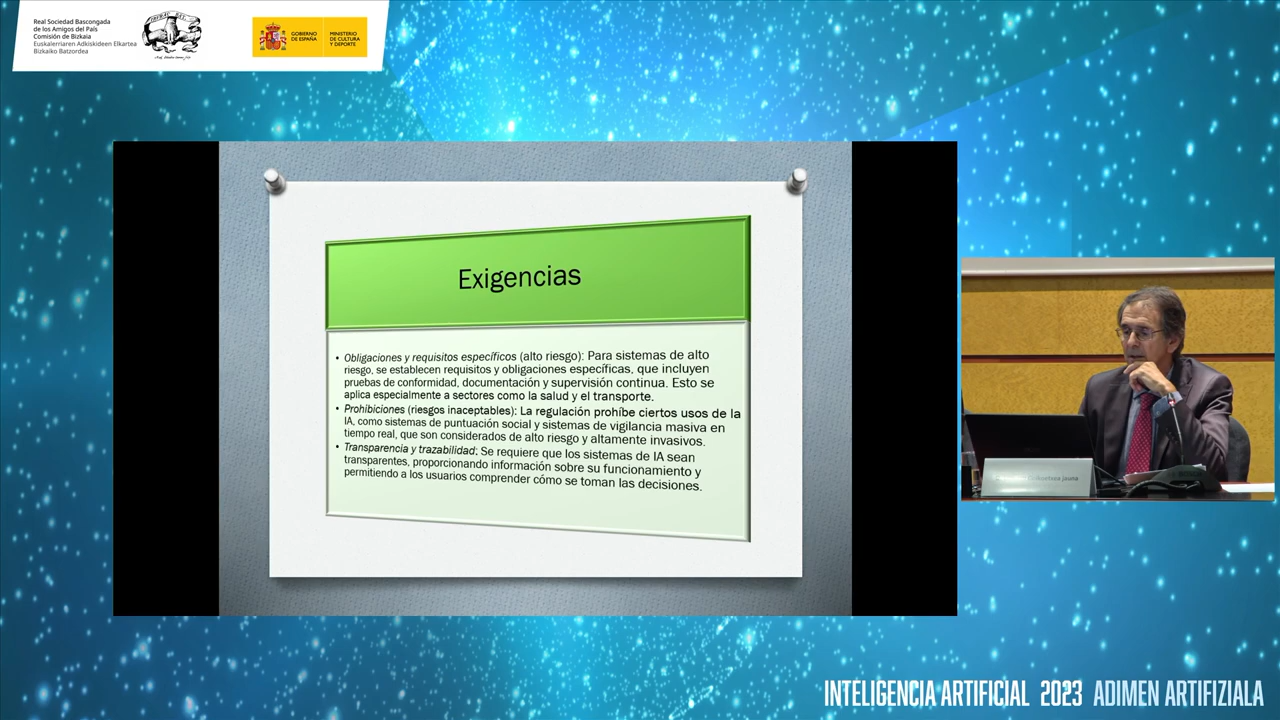 Real Sociedad Bascongada
de los Amigos del País
Comisión de Bizkaia
Euskalerriaren Adkiskideen Elkartea
Bizkaiko Batzordea
GOBIERNO
DE ESPAÑA
MINISTERIO
DE CULTURA
Y DEPORTE
Exigencias
• Obligaciones y requisitos específicos (alto riesgo): Para sistemas de alto
riesgo, se establecen requisitos y obligaciones específicas, que incluyen
pruebas de conformidad, documentación y supervisión continua. Esto se
aplica especialmente a sectores como la salud y el transporte.
• Prohibiciones (riesgos inaceptables): La regulación prohíbe ciertos usos de la
IA, como sistemas de puntuación social y sistemas de vigilancia masiva en
tiempo real, que son considerados de alto riesgo y altamente invasivos.
• Transparencia y trazabilidad: Se requiere que los sistemas de IA sean
transparentes, proporcionando información sobre su funcionamiento y
permitiendo a los usuarios comprender cómo se toman las decisiones.
jauna
INTELIGENCIA ARTIFICIAL 2023 ADIMEN ARTIFIZIALA